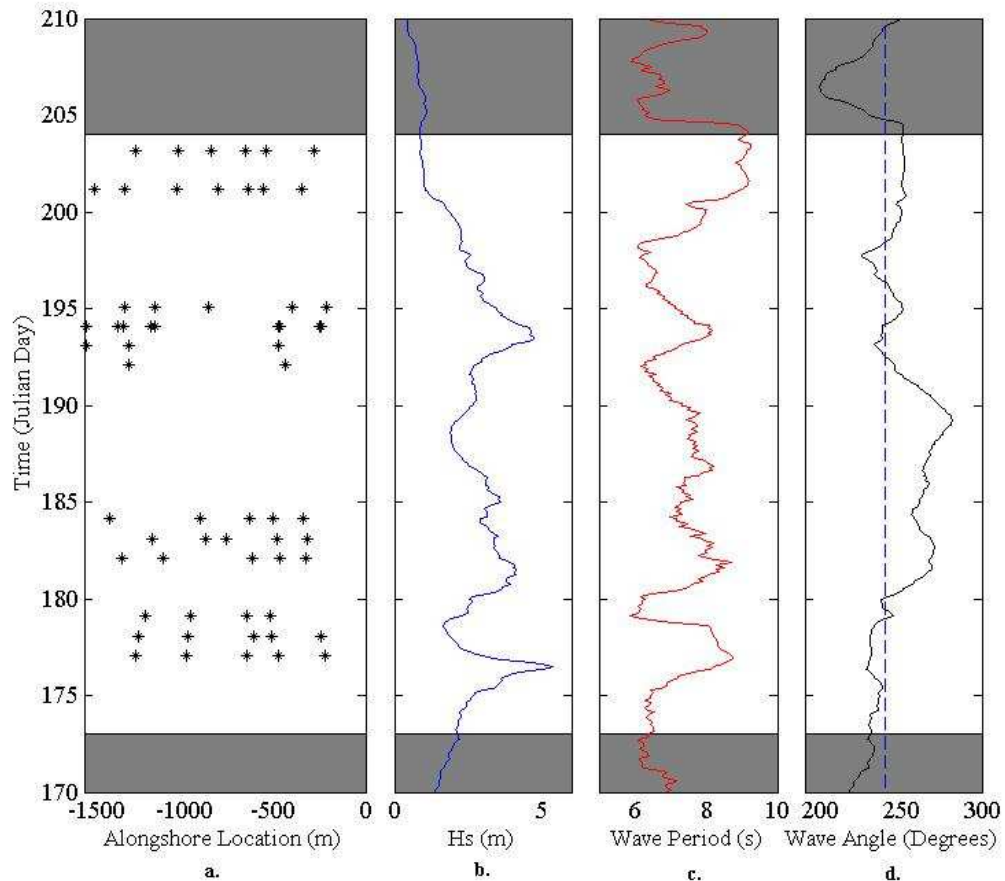 210
205
200
195
190
185
180
175
170
Time (Julian Day)
-1500 -1000 -500 0
0 5
6 8 10
200 250 300
Alongshore Location (m) Hs (m) Wave Period (s) Wave Angle (Degrees)
a. b. c. d.